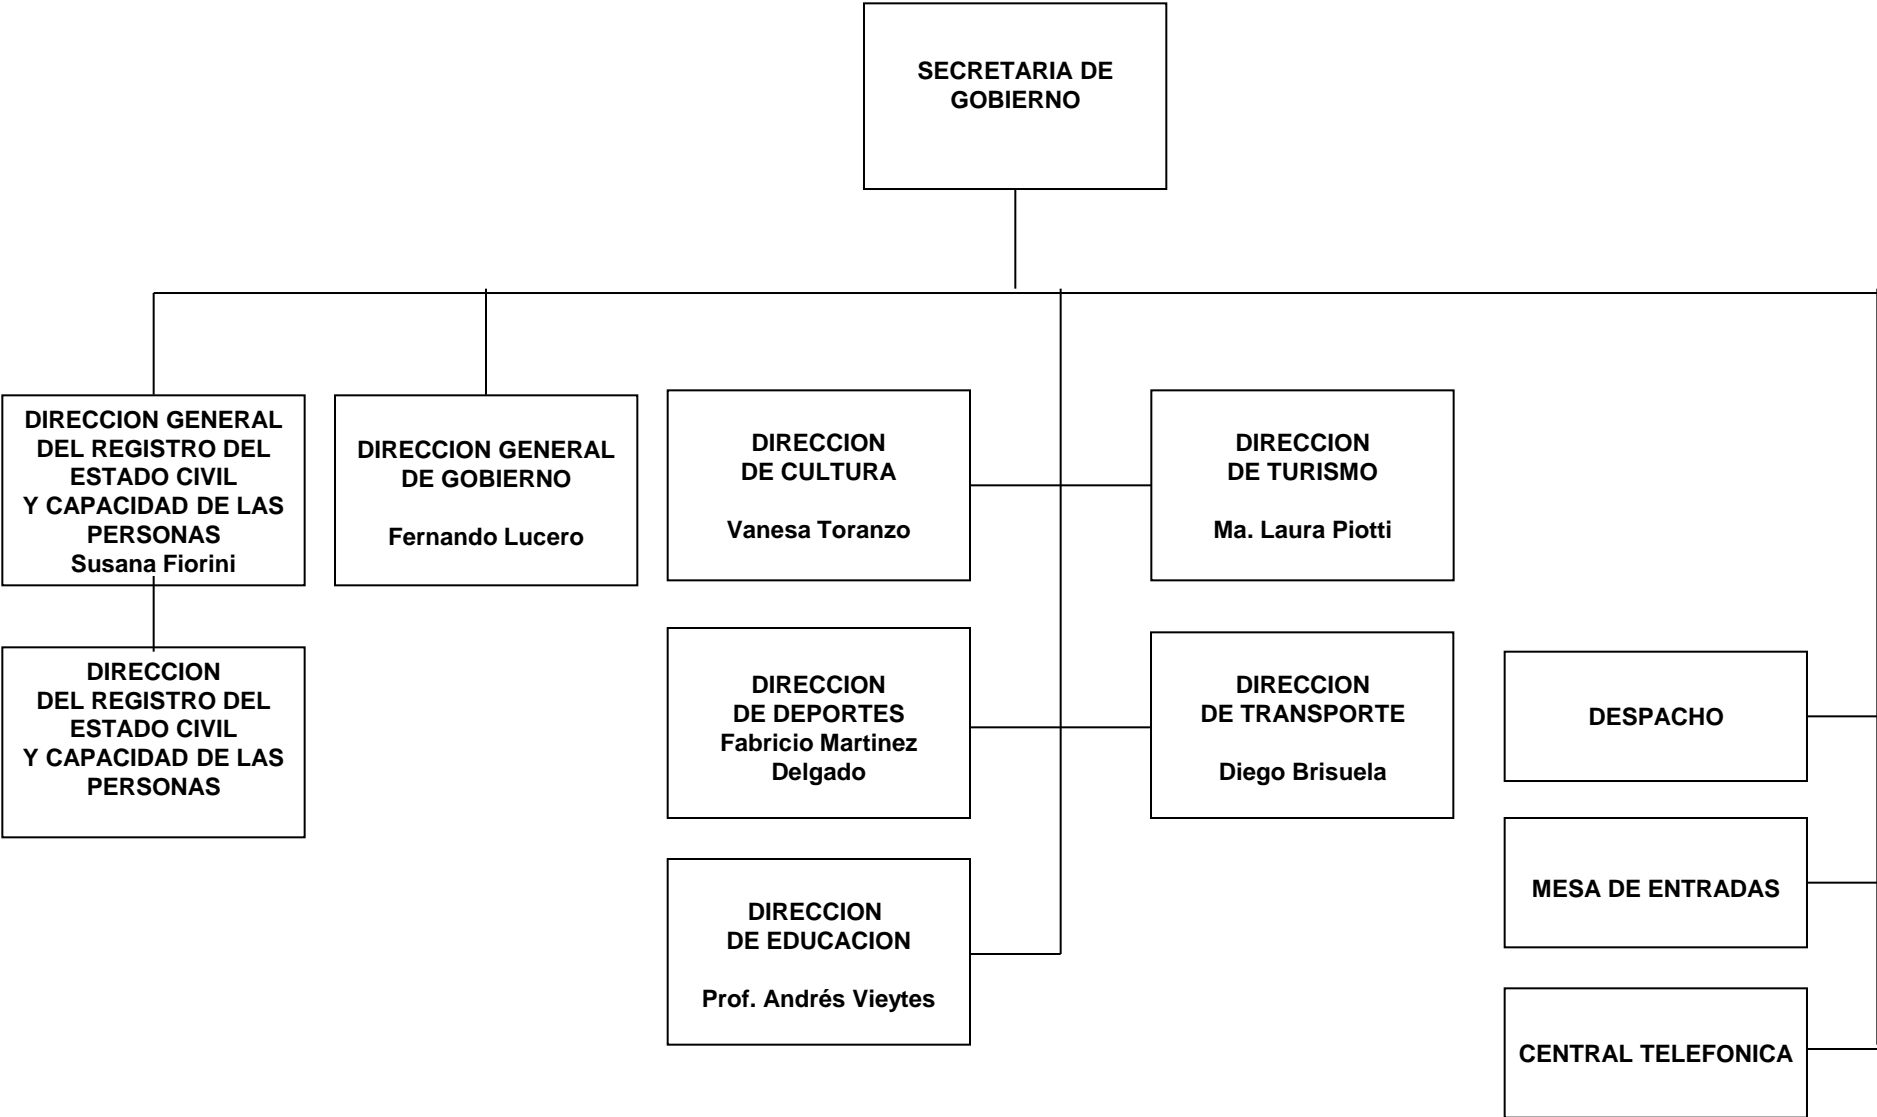 SECRETARIA DE
GOBIERNO
DIRECCION GENERAL
DEL REGISTRO DEL
ESTADO CIVIL
Y CAPACIDAD DE LAS
PERSONAS
Susana Fiorini
DIRECCION GENERAL
DE GOBIERNO
Fernando Lucero
DIRECCION
DE CULTURA
Vanesa Toranzo
DIRECCION
DE TURISMO
Ma. Laura Piotti
DIRECCION
DEL REGISTRO DEL
ESTADO CIVIL
Y CAPACIDAD DE LAS
PERSONAS
DIRECCION
DE DEPORTES
Fabricio Martinez
Delgado
DIRECCION
DE TRANSPORTE
Diego Brisuela
DESPACHO
DIRECCION
DE EDUCACION
Prof. Andrés Vieytes
MESA DE ENTRADAS
CENTRAL TELEFONICA